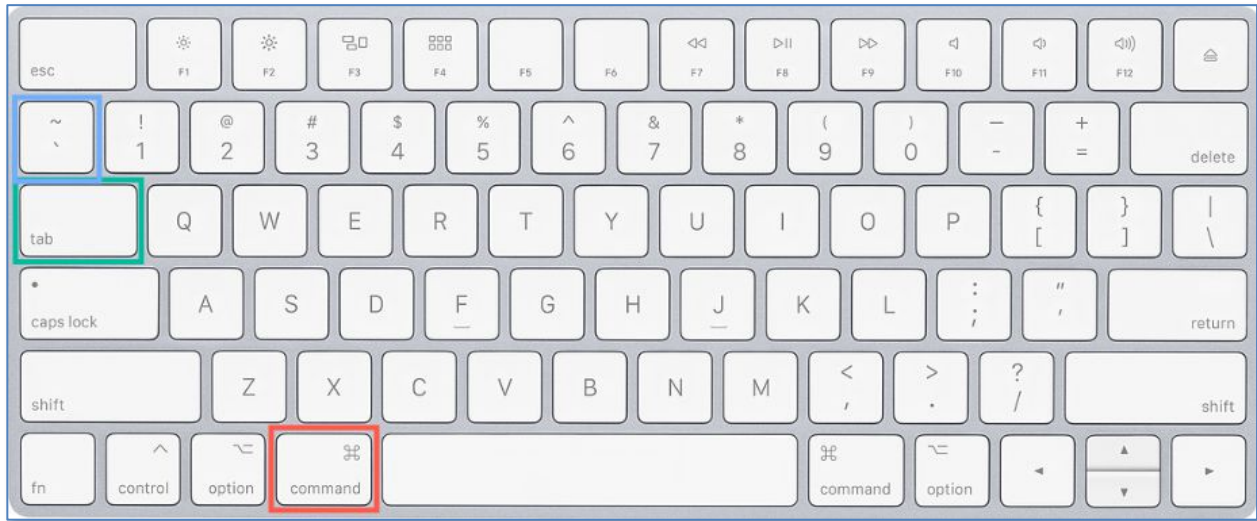 esc F1 F2 F3 F4 F5 F6 F7 F8 F9 F10 F11 F12
~ ! @ # $ % ^ & * ( ) — +
` 1 2 3 4 5 6 7 8 9 0 - = delete
tab Q W E R T Y U I O P { } |
[ ] \
caps lock A S D F G H J K L : "
; ' return
shift Z X C V B N M < > ?
, . / shift
^ ⌥ ⌘ ⌘ ⌥
fn control option command command option